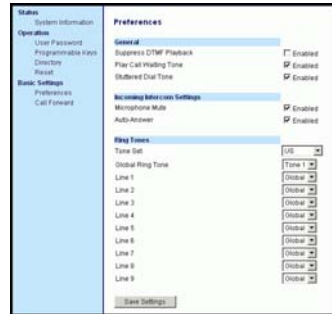 Status
System Information
Operation
User Password
Programmable Keys
Directory
Reset
Basic Settings
Preferences
Call Forward
Preferences
General
Suppress DTMF Playback
Enabled
Play Call Waiting Tone
Enabled
Stuttered Dial Tone
Enabled
Incoming Intercom Settings
Microphone Mute
Enabled
Auto-Answer
Enabled
Ring Tones
Tone Set
US
Global Ring Tone
Tone 1
Line 1
Global
Line 2
Global
Line 3
Global
Line 4
Global
Line 5
Global
Line 6
Global
Line 7
Global
Line 8
Global
Line 9
Global
Save Settings